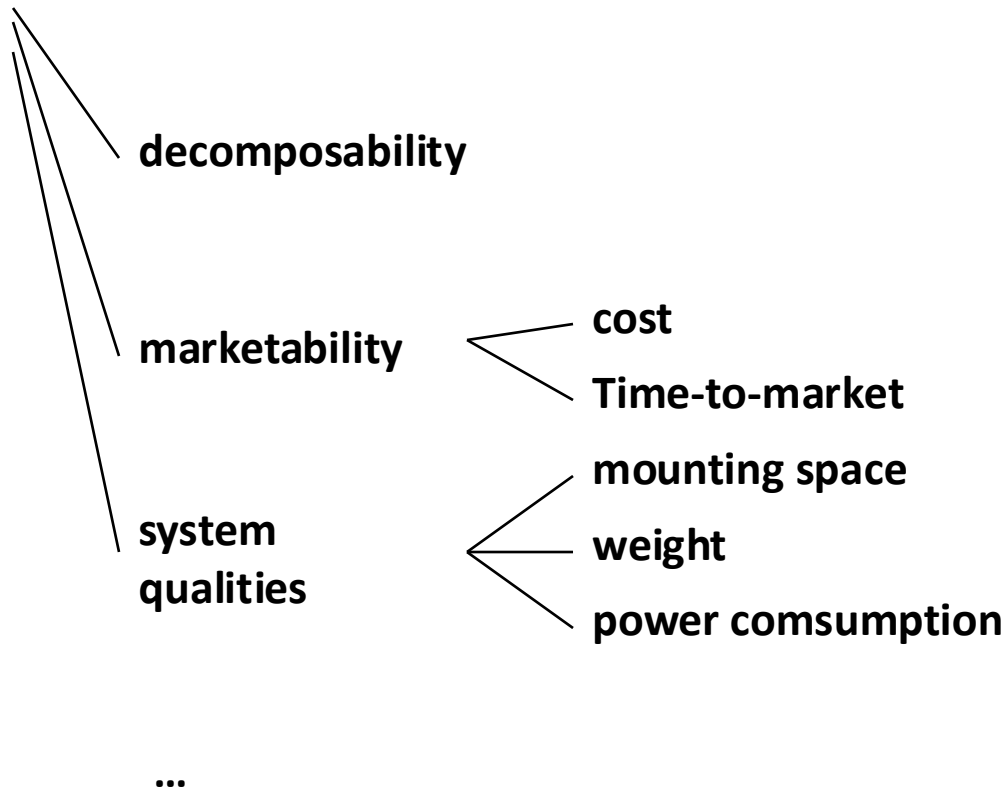 decomposability
marketability
cost
Time-to-market
mounting space
system
qualities
weight
power comsumption
...